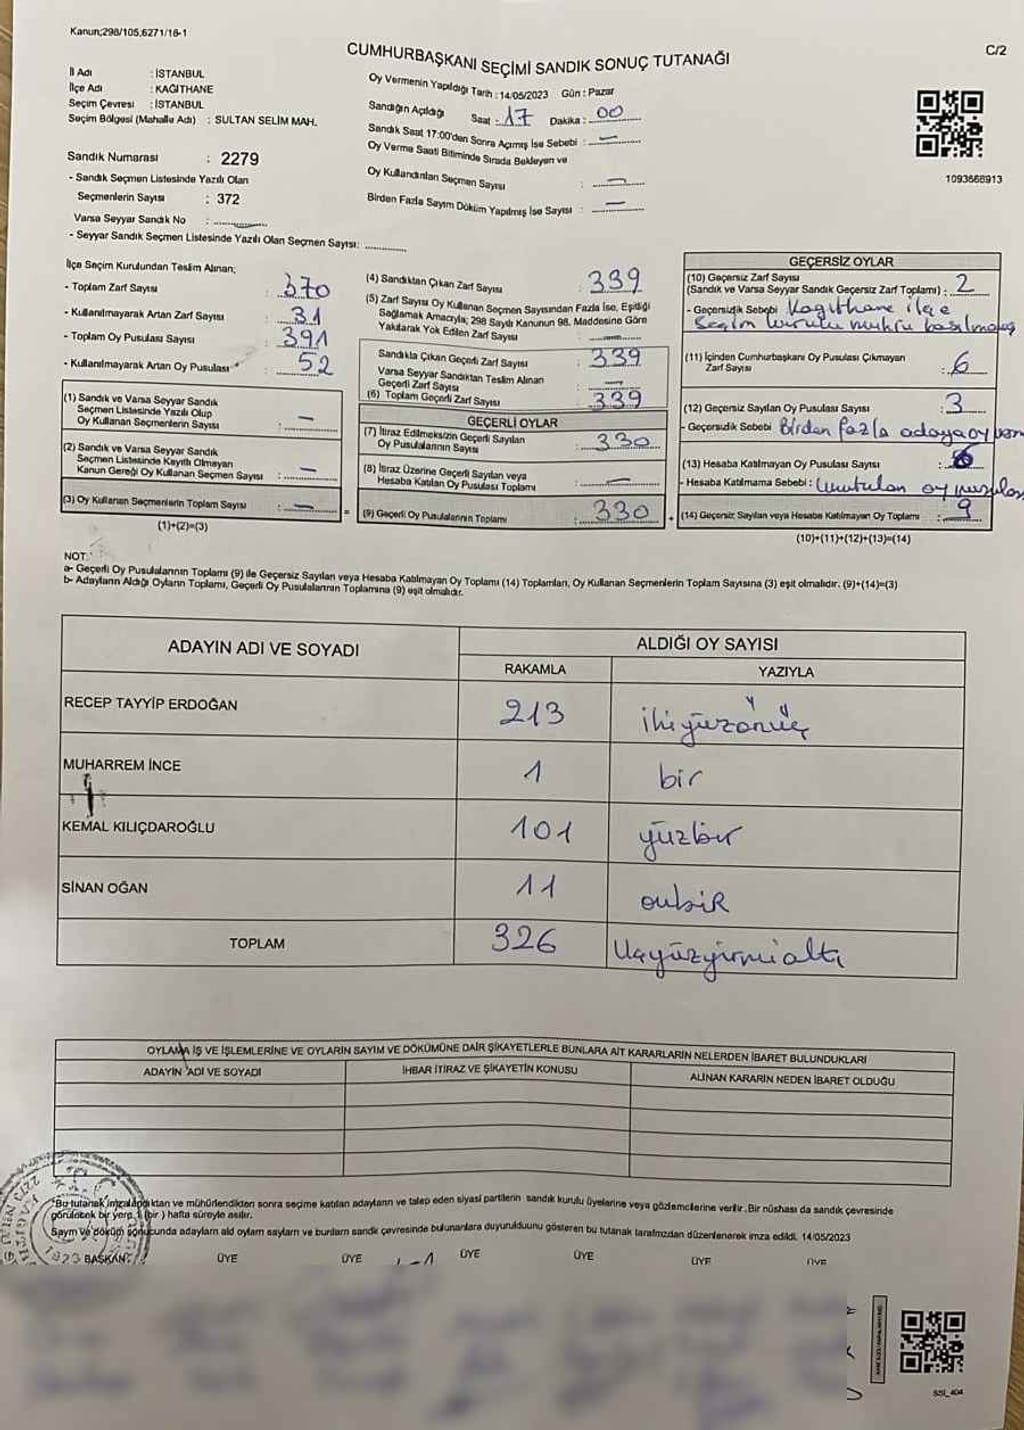 Kanun;298/105,6271/16-1
C/2
CUMHURBAŞKANI SEÇİMİ SANDIK SONUÇ TUTANAĞI
İl Adı : İSTANBUL
İlçe Adı : KAĞITHANE
Seçim Çevresi : İSTANBUL
Seçim Bölgesi (Mahalle Adı) : SULTAN SELİM MAH.
Sandık Numarası : 2279
- Sandık Seçmen Listesinde Yazılı Olan
Seçmenlerin Sayısı : 372
Varsa Seyyar Sandık No :
- Seyyar Sandık Seçmen Listesinde Yazılı Olan Seçmen Sayısı:
Oy Vermenin Yapıldığı Tarih : 14/05/2023 Gün : Pazar
Sandığın Açıldığı Saat : 17 Dakika : 00
Sandık Saat 17:00'den Sonra Açımış İse Sebebi : —
Oy Verme Saati Bitiminde Sırada Bekleyen ve
Oy Kullandırılan Seçmen Sayısı : —
Birden Fazla Sayım Döküm Yapılmış İse Sayısı : —
1093668913
İlçe Seçim Kurulundan Teslim Alınan;
- Toplam Zarf Sayısı : 370
- Kullanılmayarak Artan Zarf Sayısı : 31
- Toplam Oy Pusulası Sayısı : 391
- Kullanılmayarak Artan Oy Pusulası : 52
(1) Sandık ve Varsa Seyyar Sandık
Seçmen Listesinde Yazılı Olup
Oy Kullanan Seçmenlerin Sayısı : —
(2) Sandık ve Varsa Seyyar Sandık
Seçmen Listesinde Kayıtlı Olmayan
Kanun Gereği Oy Kullanan Seçmen Sayısı : —
(3) Oy Kullanan Seçmenlerin Toplam Sayısı : —
(1)+(2)=(3)
(4) Sandıktan Çıkan Zarf Sayısı : 339
(5) Zarf Sayısı Oy Kullanan Seçmen Sayısından Fazla İse, Eşitliği
Sağlamak Amacıyla; 298 Sayılı Kanunun 98. Maddesine Göre
Yakılarak Yok Edilen Zarf Sayısı
Sandıkla Çıkan Geçerli Zarf Sayısı : 339
Varsa Seyyar Sandıktan Teslim Alınan
Geçerli Zarf Sayısı : —
(6) Toplam Geçerli Zarf Sayısı : 339
GEÇERLİ OYLAR
(7) İtiraz Edilmeksizin Geçerli Sayılan
Oy Pusulalarının Sayısı : 330
(8) İtiraz Üzerine Geçerli Sayılan veya
Hesaba Katılan Oy Pusulası Toplamı : —
(9) Geçerli Oy Pusulalarının Toplamı : 330
GEÇERSİZ OYLAR
(10) Geçersiz Zarf Sayısı
(Sandık ve Varsa Seyyar Sandık Geçersiz Zarf Toplamı) : 2
- Geçersizlik Sebebi Kağıthane ilçe
Seçim kurulu mührü basılmamış
(11) İçinden Cumhurbaşkanı Oy Pusulası Çıkmayan
Zarf Sayısı : 6
(12) Geçersiz Sayılan Oy Pusulası Sayısı : 3
- Geçersizlik Sebebi Birden fazla adaya oy
(13) Hesaba Katılmayan Oy Pusulası Sayısı : 6
- Hesaba Katılmama Sebebi : Unutulan oy
(14) Geçersiz Sayılan veya Hesaba Katılmayan Oy Toplamı : 9
(10)+(11)+(12)+(13)=(14)
NOT:
a- Geçerli Oy Pusulalarının Toplamı (9) ile Geçersiz Sayılan veya Hesaba Katılmayan Oy Toplamı (14) Toplamları, Oy Kullanan Seçmenlerin Toplam Sayısına (3) eşit olmalıdır. (9)+(14)=(3)
b- Adayların Aldığı Oyların Toplamı, Geçerli Oy Pusulalarının Toplamına (9) eşit olmalıdır.
ADAYIN ADI VE SOYADI ALDIĞI OY SAYISI
RAKAMLA YAZIYLA
RECEP TAYYİP ERDOĞAN 213 ikiyüzonüç
MUHARREM İNCE 1 bir
KEMAL KILIÇDAROĞLU 101 yüzbir
SİNAN OĞAN 11 onbir
TOPLAM 326 Üçyüzyirmialtı
OYLAMA İŞ VE İŞLEMLERİNE VE OYLARIN SAYIM VE DÖKÜMÜNE DAİR ŞİKAYETLERLE BUNLARA AİT KARARLARIN NELERDEN İBARET BULUNDUKLARI
ADAYIN ADI VE SOYADI İHBAR İTİRAZ VE ŞİKAYETİN KONUSU ALINAN KARARIN NEDEN İBARET OLDUĞU
*Bu tutanak imzalandıktan ve mühürlendikten sonra seçime katılan adayların ve talep eden siyasi partilerin sandık kurulu üyelerine veya gözlemcilerine verilir. Bir nüshası da sandık çevresinde
görülecek bir yere 1 (bir) hafta süreyle asılır.
Sayım ve döküm sonucunda adayların aldığı oyların sayıları ve bunların sandık çevresinde bulunanlara duyurulduğunu gösteren bu tutanak tarafımızdan düzenlenerek imza edildi. 14/05/2023
BAŞKAN ÜYE ÜYE ÜYE ÜYE ÜYE ÜYE
SSİ_404